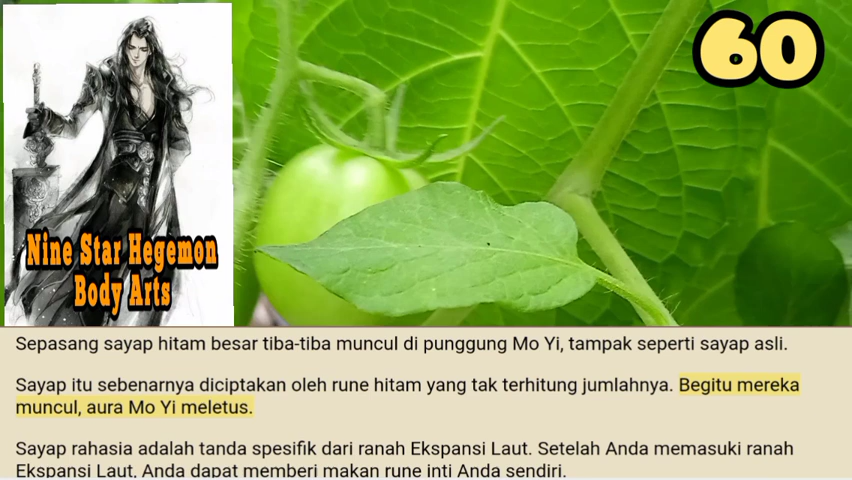 60
Nine Star Hegemon
Body Arts
Sepasang sayap hitam besar tiba-tiba muncul di punggung Mo Yi, tampak seperti sayap asli.
Sayap itu sebenarnya diciptakan oleh rune hitam yang tak terhitung jumlahnya. Begitu mereka
muncul, aura Mo Yi meletus.
Sayap rahasia adalah tanda spesifik dari ranah Ekspansi Laut. Setelah Anda memasuki ranah
Ekspansi Laut, Anda dapat memberi makan rune inti Anda sendiri.